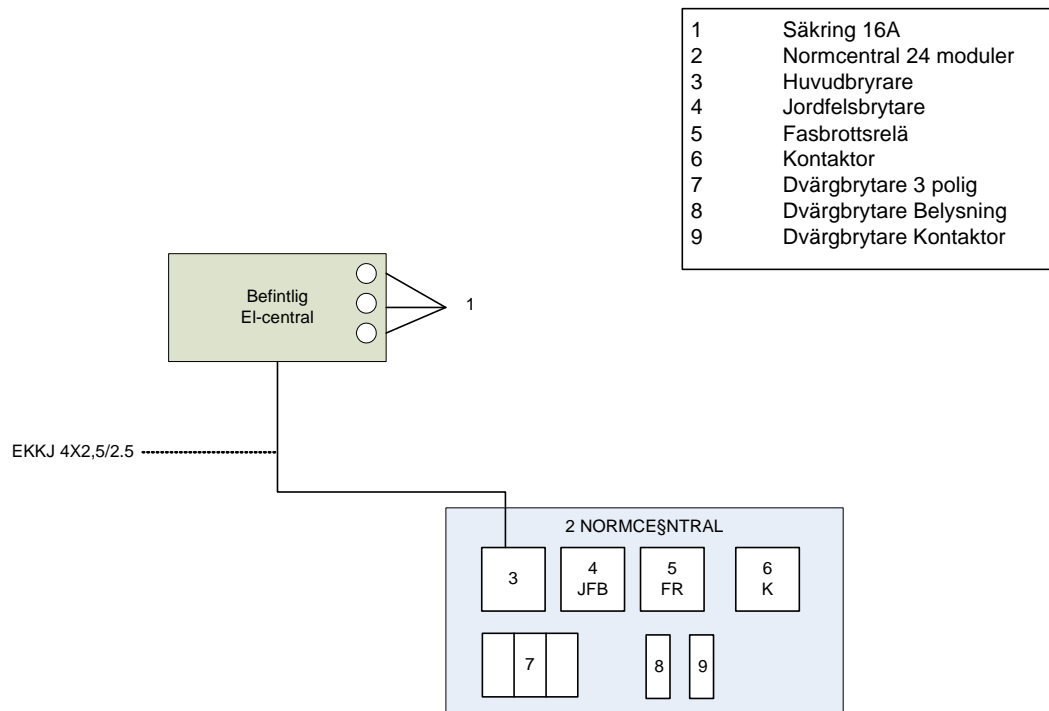 1 Säkring 16A
2 Normcentral 24 moduler
3 Huvudbryrare
4 Jordfelsbrytare
5 Fasbrottsrelä
6 Kontaktor
7 Dvärgbrytare 3 polig
8 Dvärgbrytare Belysning
9 Dvärgbrytare Kontaktor
Befintlig
El-central
1
EKKJ 4X2,5/2.5
2 NORMCE§NTRAL
3
4
JFB
5
FR
6
K
7
8
9